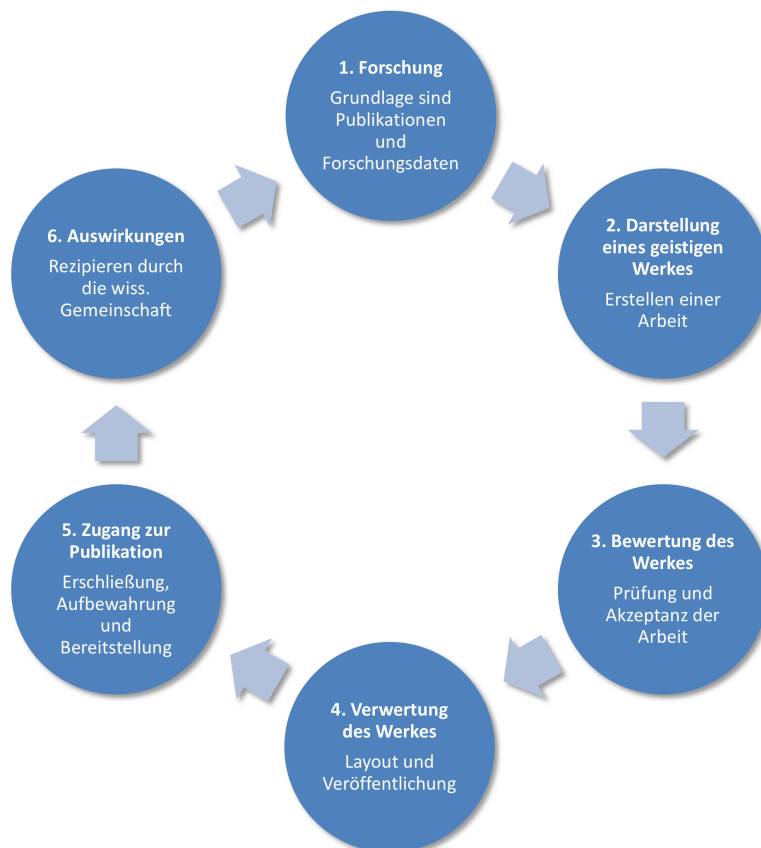 1. Forschung
Grundlage sind
Publikationen
und
Forschungsdaten
2. Darstellung
eines geistigen
Werkes
Erstellen einer
Arbeit
3. Bewertung des
Werkes
Prüfung und
Akzeptanz der
Arbeit
4. Verwertung
des Werkes
Layout und
Veröffentlichung
5. Zugang zur
Publikation
Erschließung,
Aufbewahrung
und
Bereitstellung
6. Auswirkungen
Rezipieren durch
die wiss.
Gemeinschaft